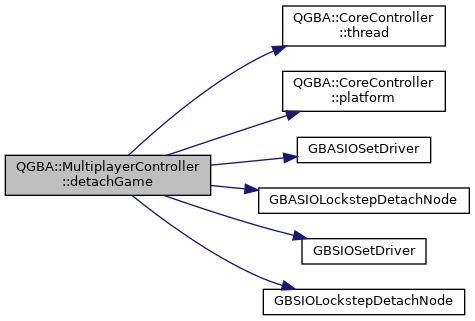 QGBA::CoreController
::thread
QGBA::CoreController
::platform
QGBA::MultiplayerController
::detachGame
GBASIOSetDriver
GBASIOLockstepDetachNode
GBSIOSetDriver
GBSIOLockstepDetachNode